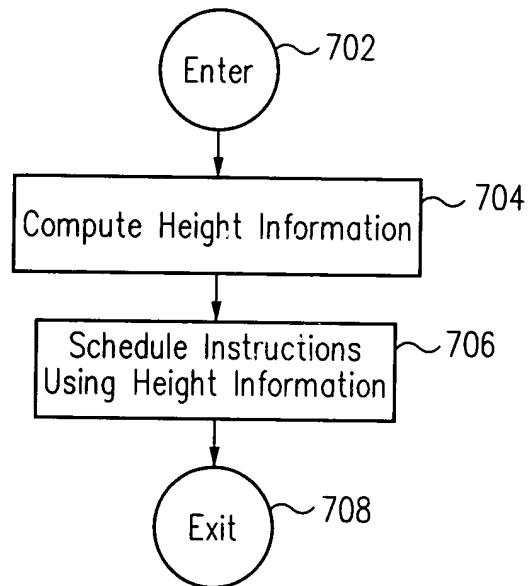 Enter
702
Compute Height Information
704
Schedule Instructions
Using Height Information
706
Exit
708